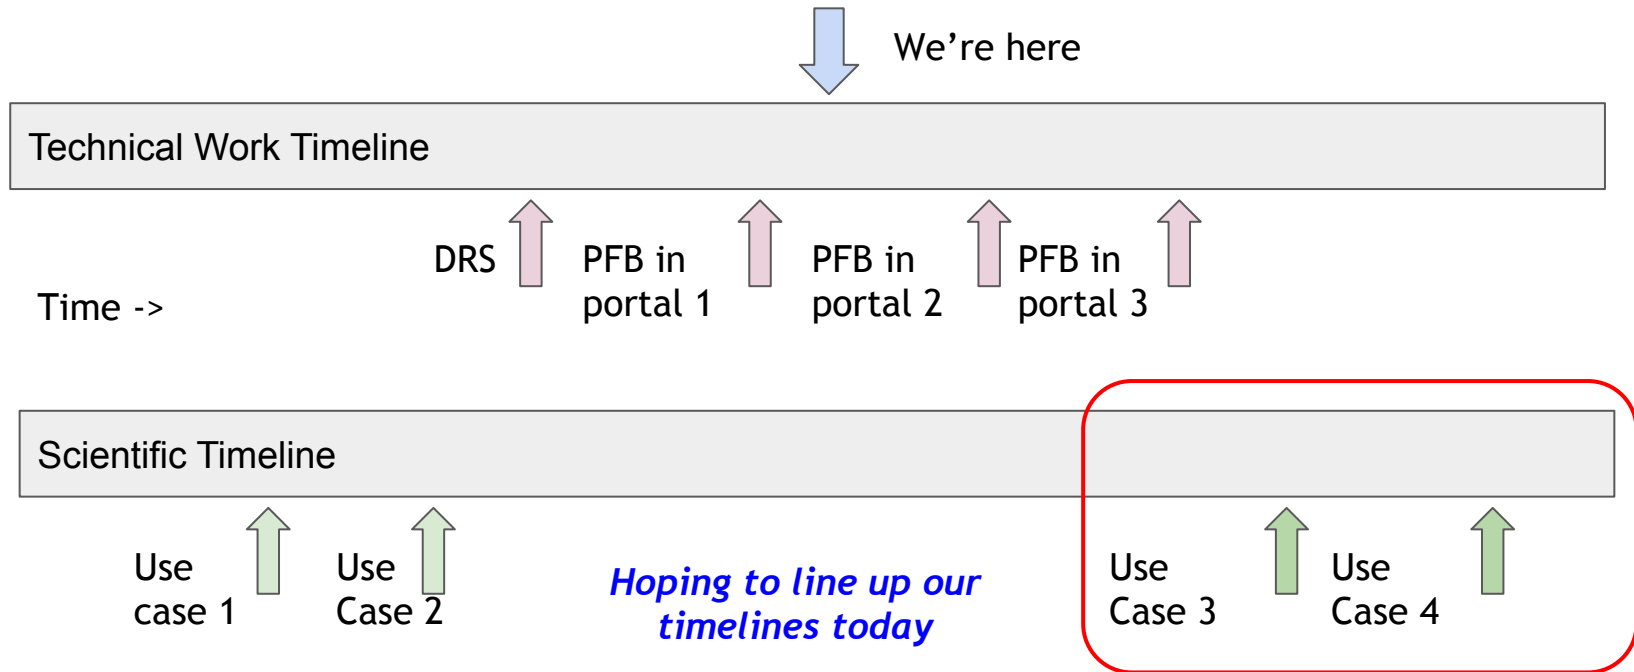 We’re here
Technical Work Timeline
DRS
PFB in
portal 1
PFB in
portal 2
PFB in
portal 3
Time ->
Scientific Timeline
Use
case 1
Use
Case 2
Hoping to line up our
timelines today
Use
Case 3
Use
Case 4